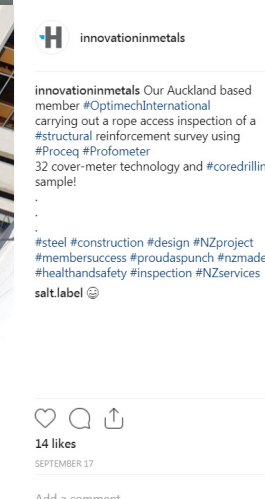 innovationinmetals
innovationinmetals Our Auckland based
member #OptimechInternational
carrying out a rope access inspection of a
#structural reinforcement survey using
#Proceq #Profometer
32 cover-meter technology and #coredrillin
sample!
.
.
.
#steel #construction #design #NZproject
#membersuccess #proudaspunch #nzmade
#healthandsafety #inspection #NZservices
salt.label 😄
14 likes
SEPTEMBER 17
Add a comment